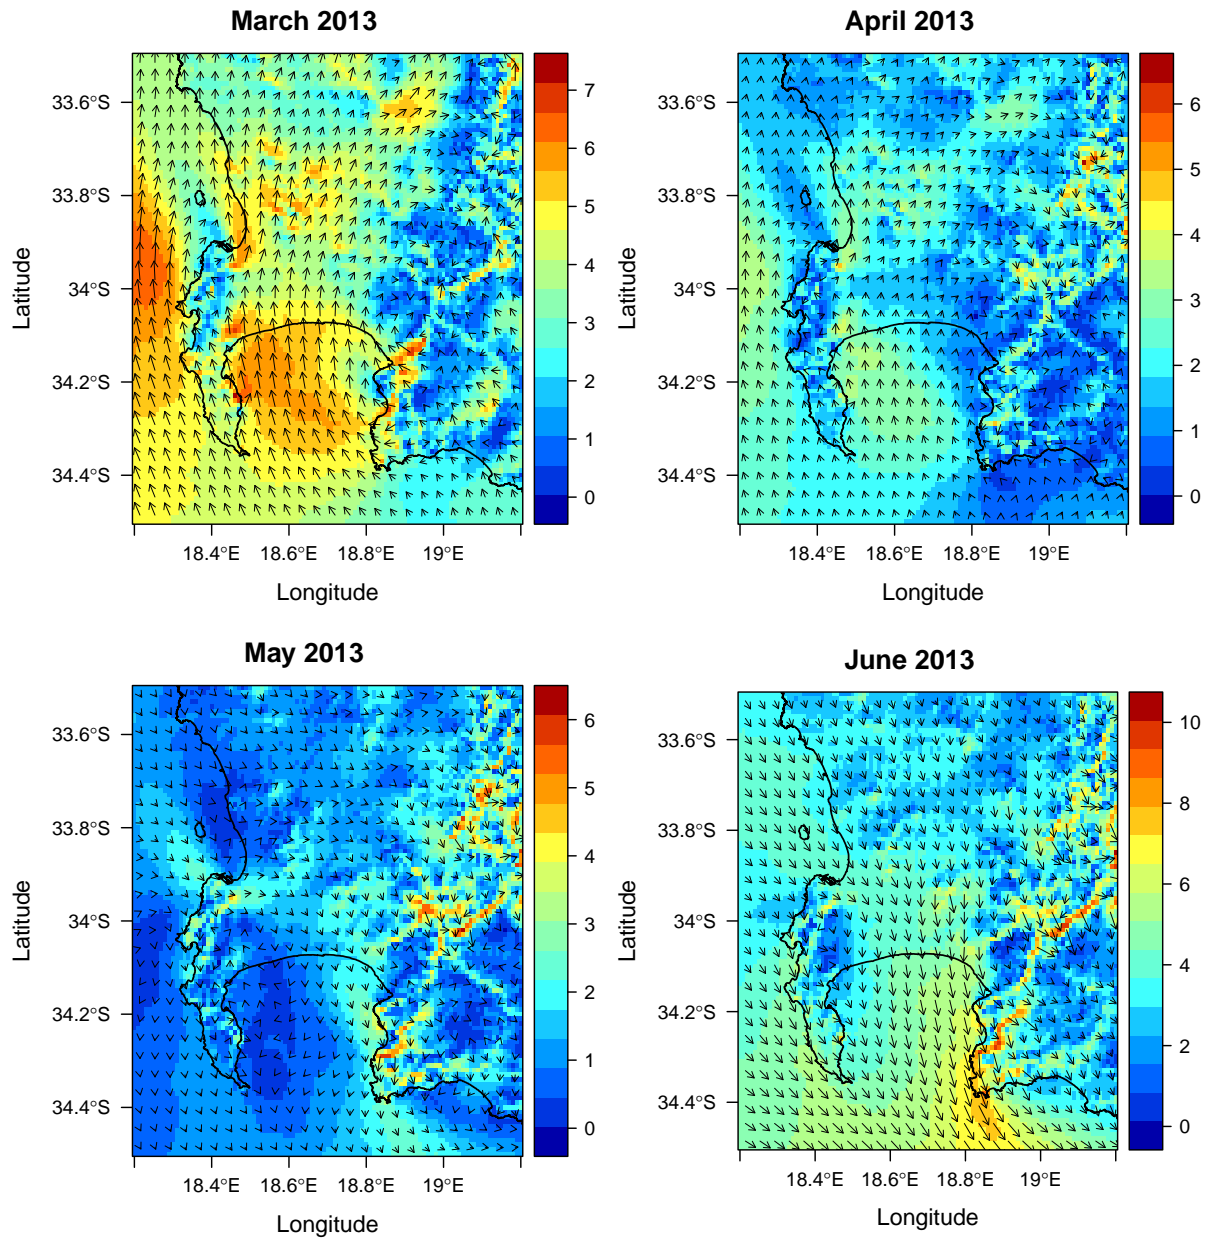 March 2013
33.6°S
33.8°S
34°S
34.2°S
34.4°S
Latitude
18.4°E 18.6°E 18.8°E 19°E
Longitude
7
6
5
4
3
2
1
0
April 2013
33.6°S
33.8°S
34°S
34.2°S
34.4°S
Latitude
18.4°E 18.6°E 18.8°E 19°E
Longitude
6
5
4
3
2
1
0
May 2013
33.6°S
33.8°S
34°S
34.2°S
34.4°S
Latitude
18.4°E 18.6°E 18.8°E 19°E
Longitude
6
5
4
3
2
1
0
June 2013
33.6°S
33.8°S
34°S
34.2°S
34.4°S
Latitude
18.4°E 18.6°E 18.8°E 19°E
Longitude
10
8
6
4
2
0